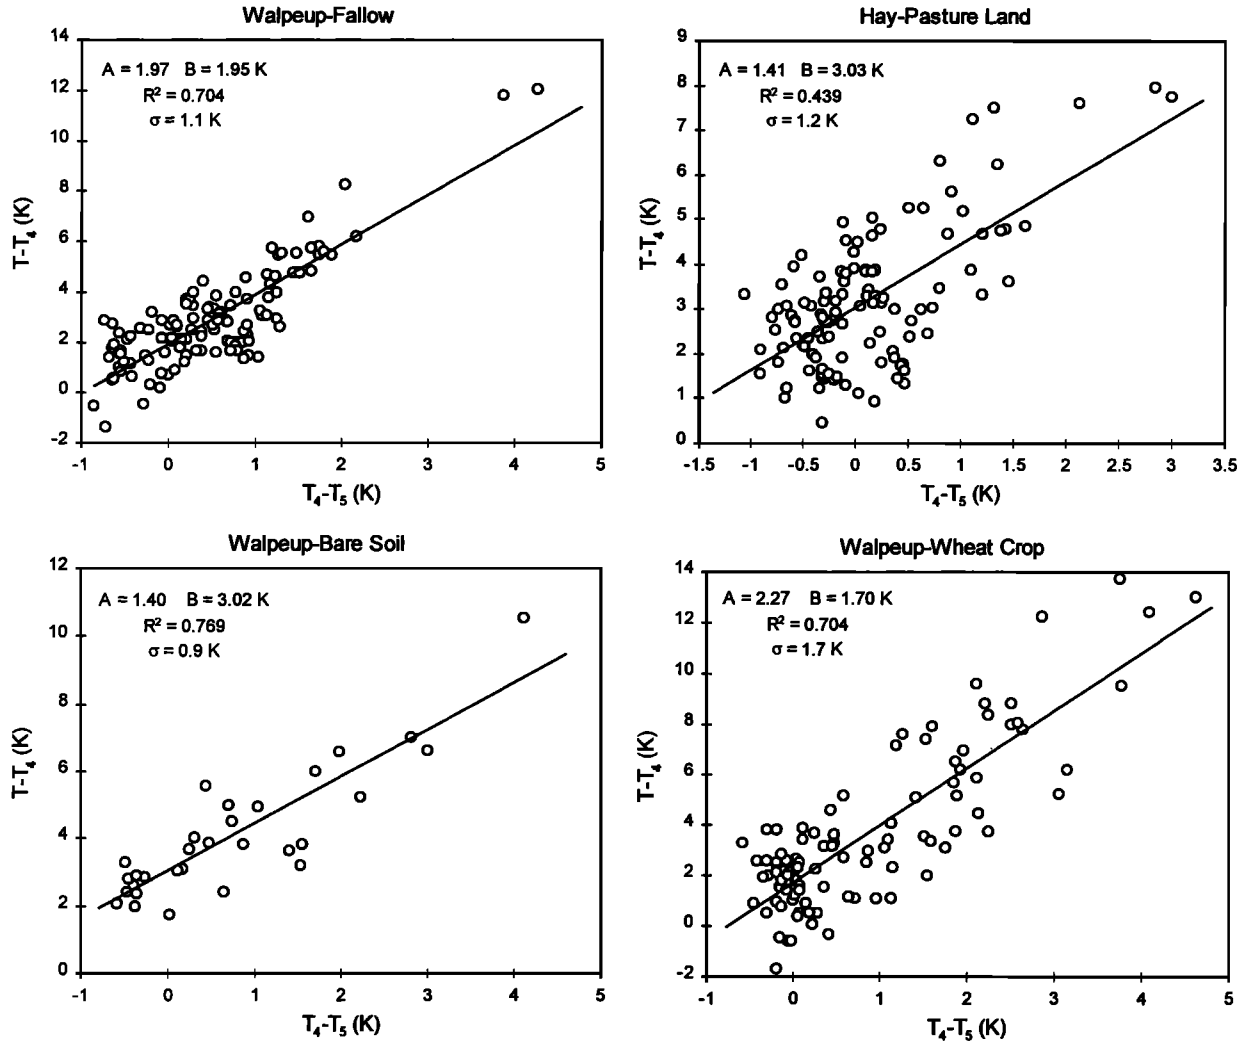 Walpeup-Fallow
14
12
10
8
6
4
2
0
-2
A = 1.97 B = 1.95 K
R² = 0.704
σ = 1.1 K
T-T₄ (K)
-1 0 1 2 3 4 5
T₄-T₅ (K)
Hay-Pasture Land
9
8
7
6
5
4
3
2
1
0
A = 1.41 B = 3.03 K
R² = 0.439
σ = 1.2 K
T-T₄ (K)
-1.5 -1 -0.5 0 0.5 1 1.5 2 2.5 3 3.5
T₄-T₅ (K)
Walpeup-Bare Soil
12
10
8
6
4
2
0
A = 1.40 B = 3.02 K
R² = 0.769
σ = 0.9 K
T-T₄ (K)
-1 0 1 2 3 4 5
T₄-T₅ (K)
Walpeup-Wheat Crop
14
12
10
8
6
4
2
0
-2
A = 2.27 B = 1.70 K
R² = 0.704
σ = 1.7 K
T-T₄ (K)
-1 0 1 2 3 4 5
T₄-T₅ (K)